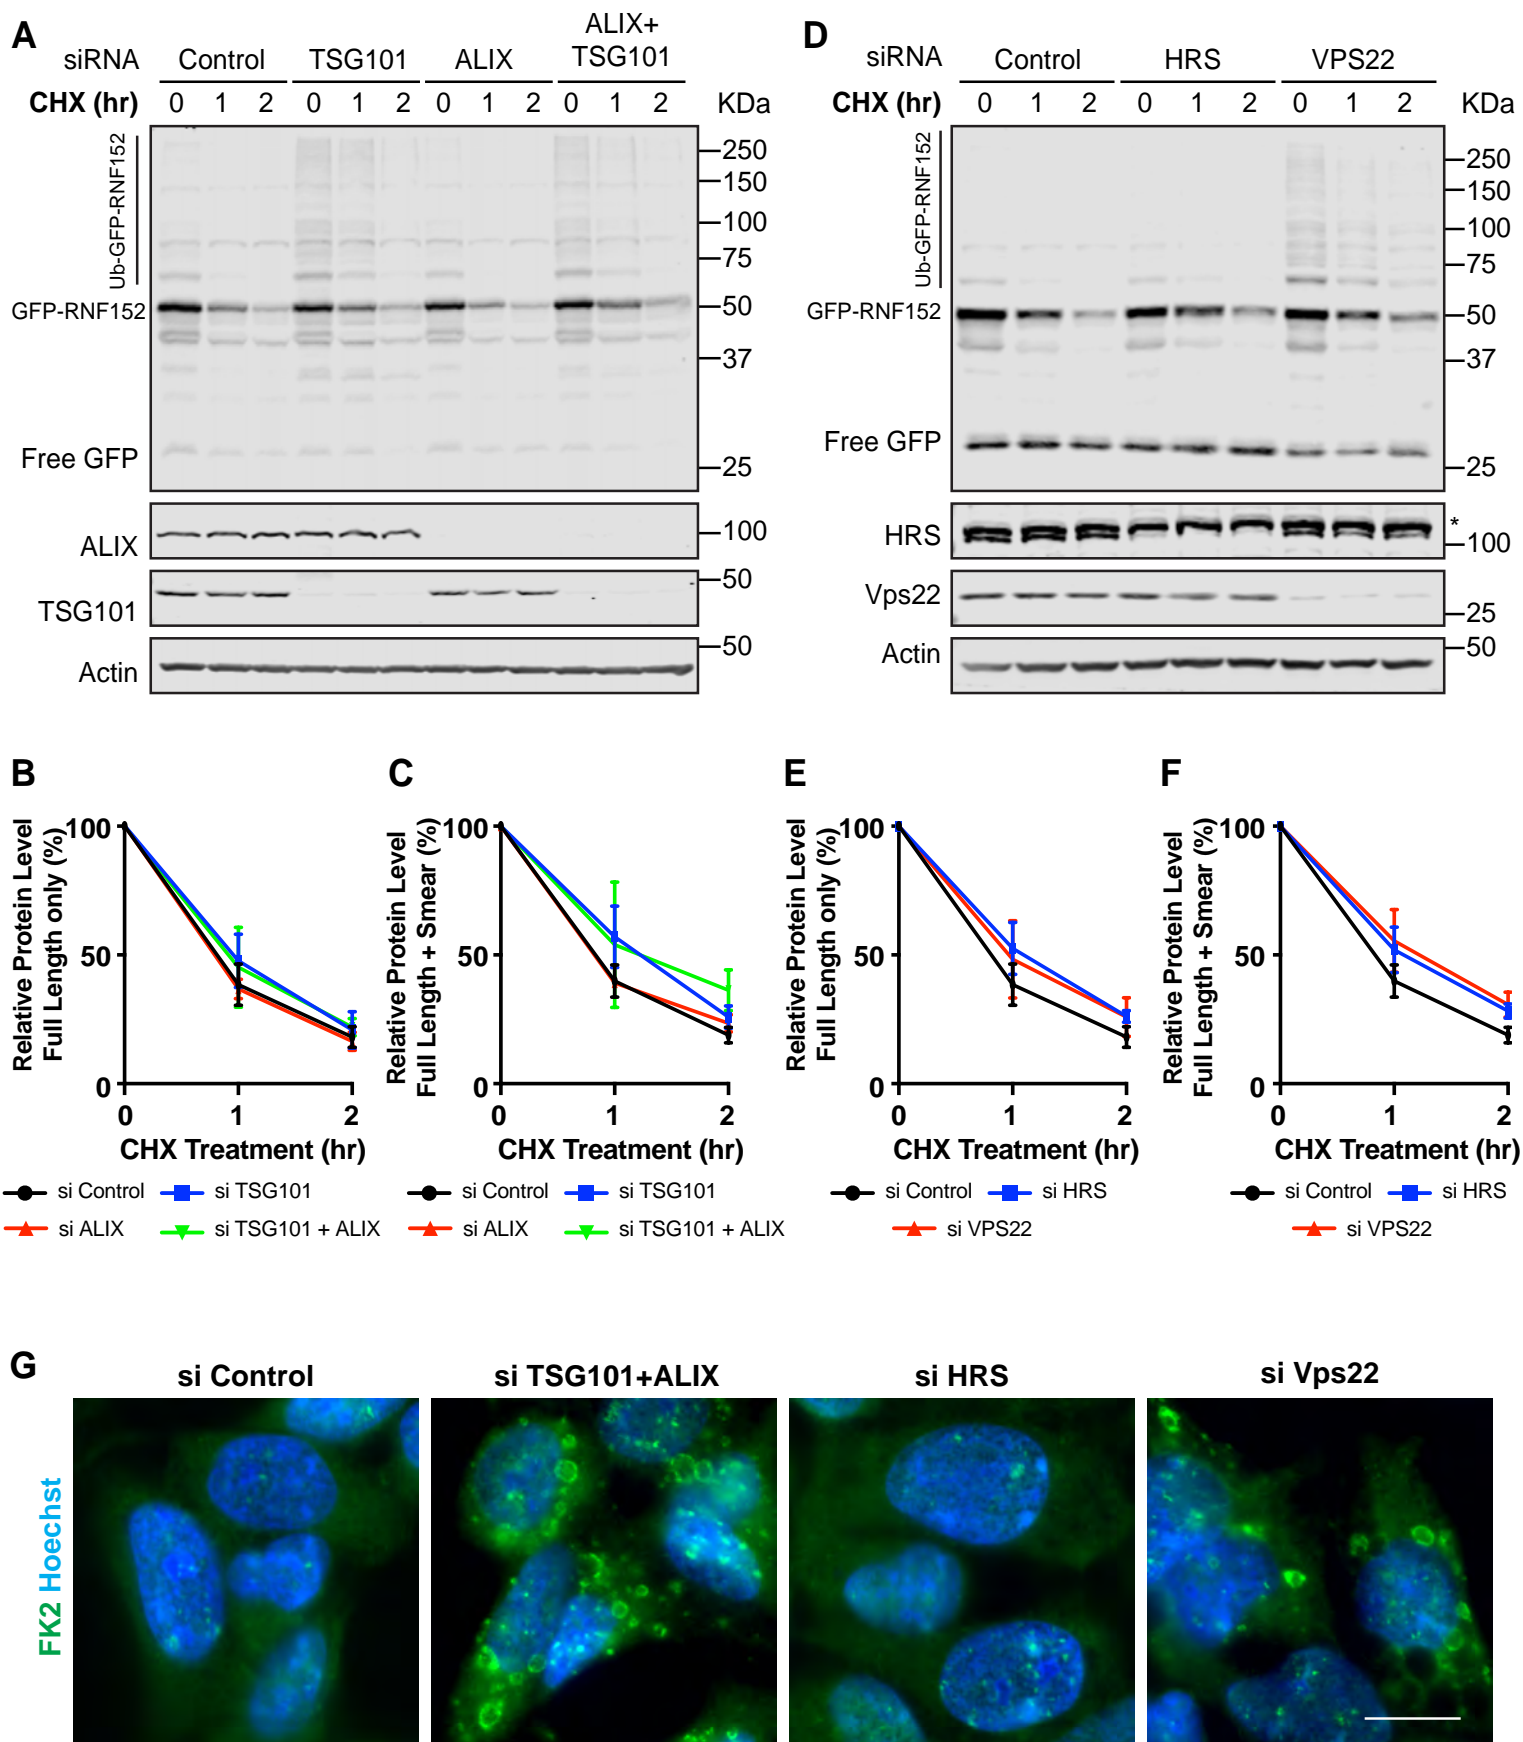 A
siRNA Control TSG101 ALIX ALIX+
TSG101
CHX (hr) 0 1 2 0 1 2 0 1 2 0 1 2 KDa
Ub-GFP-RNF152
GFP-RNF152
Free GFP
250
150
100
75
50
37
25
ALIX
100
TSG101
50
Actin
50
D
siRNA Control HRS VPS22
CHX (hr) 0 1 2 0 1 2 0 1 2 KDa
Ub-GFP-RNF152
GFP-RNF152
Free GFP
250
150
100
75
50
37
25
HRS
*
100
Vps22
25
Actin
50
B
Relative Protein Level
Full Length only (%)
100
50
0
0 1 2
CHX Treatment (hr)
si Control si TSG101
si ALIX si TSG101 + ALIX
C
Relative Protein Level
Full Length + Smear (%)
100
50
0
0 1 2
CHX Treatment (hr)
si Control si TSG101
si ALIX si TSG101 + ALIX
E
Relative Protein Level
Full Length only (%)
100
50
0
0 1 2
CHX Treatment (hr)
si Control si HRS
si VPS22
F
Relative Protein Level
Full Length + Smear (%)
100
50
0
0 1 2
CHX Treatment (hr)
si Control si HRS
si VPS22
G
si Control si TSG101+ALIX si HRS si Vps22
FK2 Hoechst